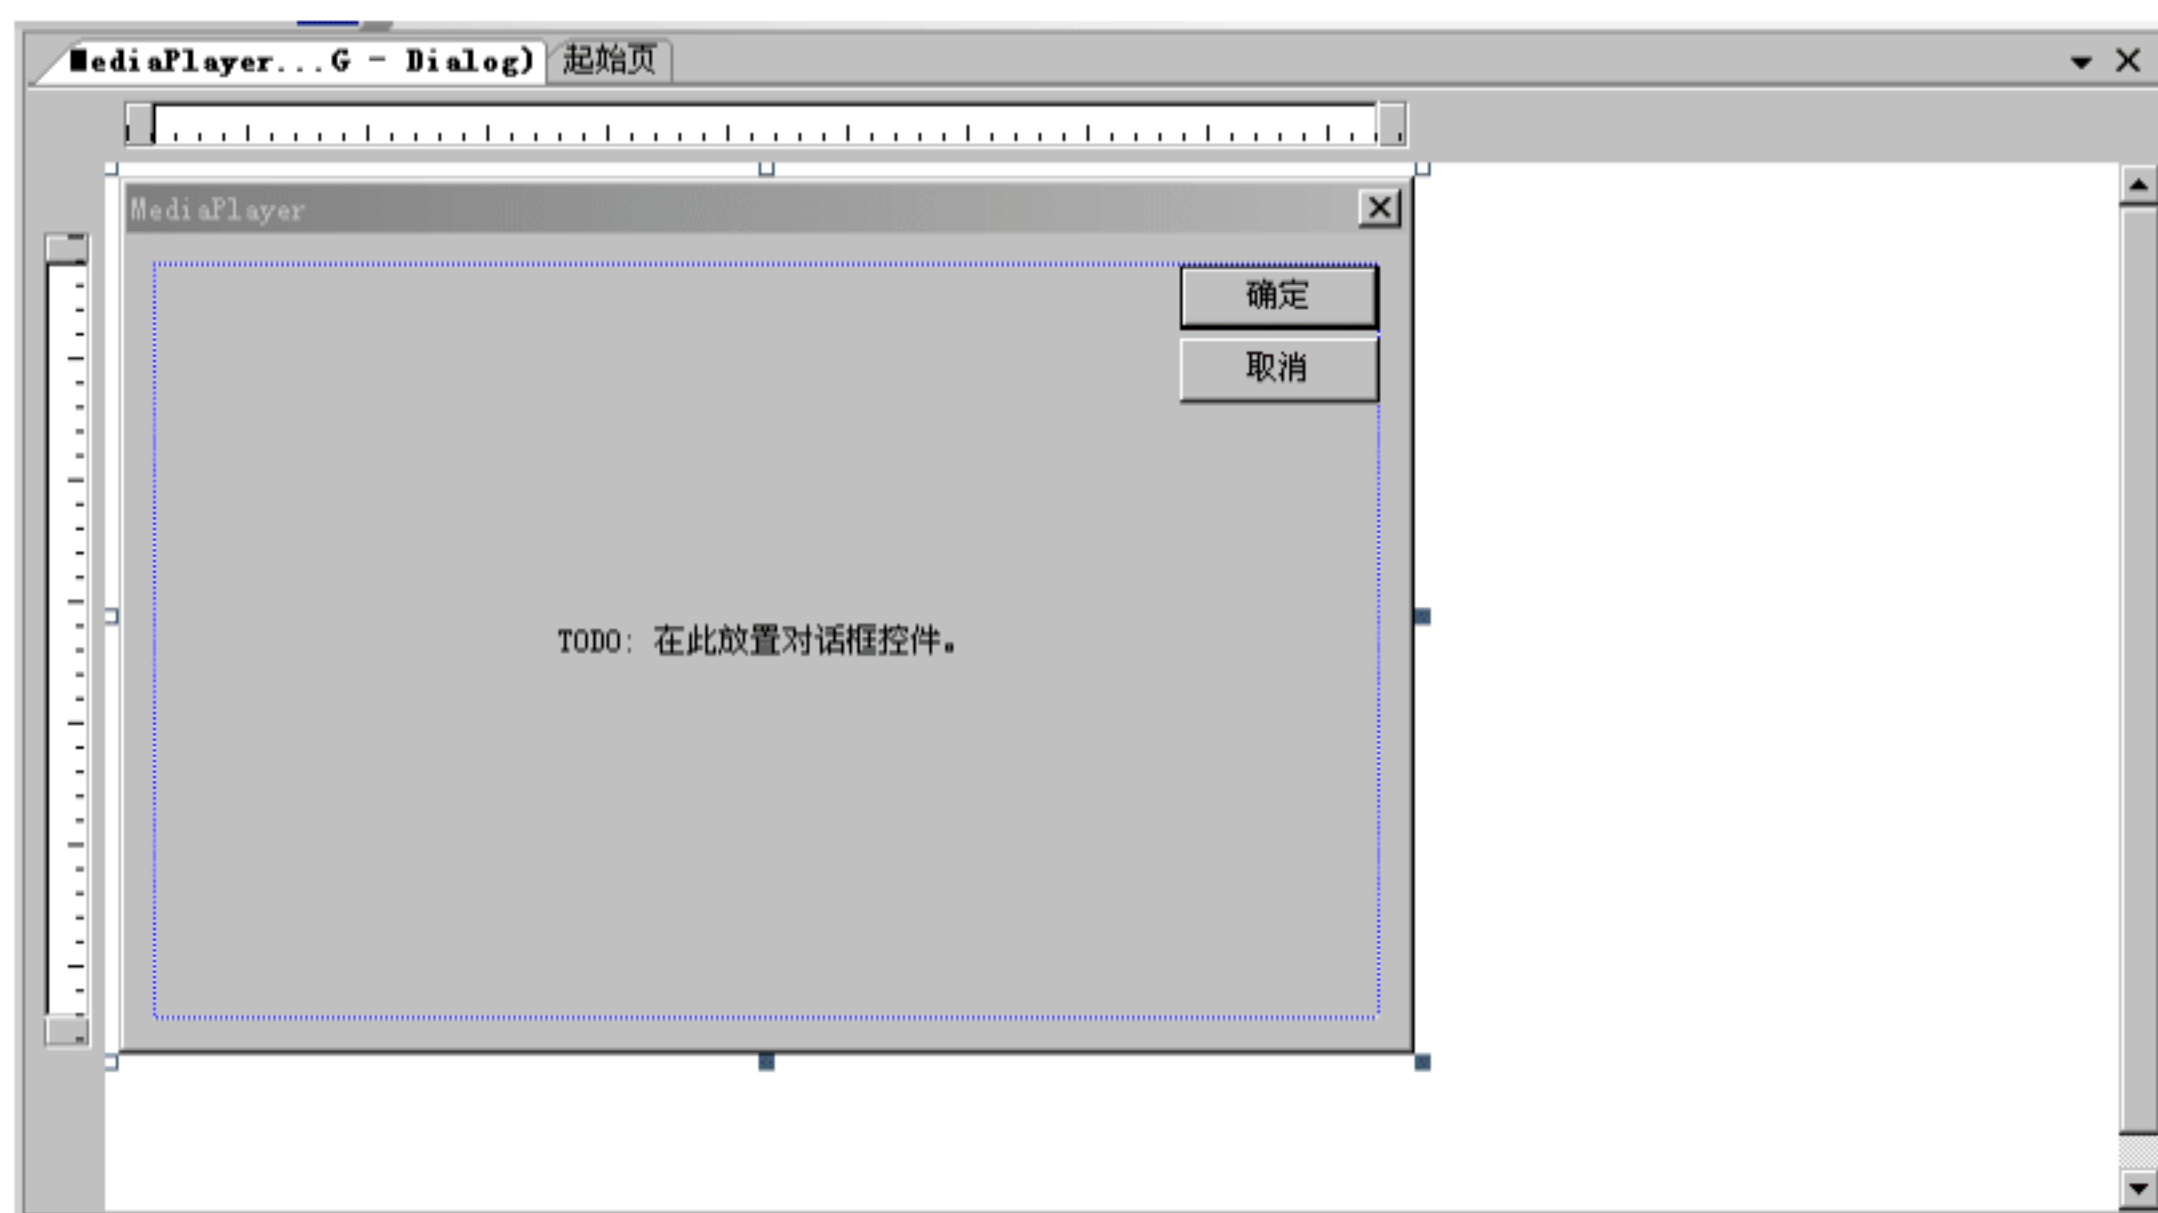 MediaPlayer...G - Dialog) 起始页
MediaPlayer
确定
取消
TODO: 在此放置对话框控件。